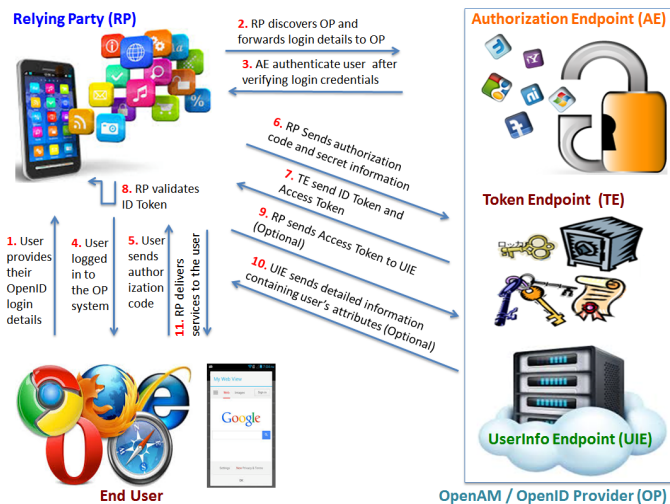 Relying Party (RP)
2. RP discovers OP and
forwards login details to OP
3. AE authenticate user after
verifying login credentials
Authorization Endpoint (AE)
6. RP Sends authorization
code and secret information
7. TE send ID Token and
Access Token
9. RP sends Access Token to UIE
(Optional)
10. UIE sends detailed information
containing user's attributes (Optional)
8. RP validates
ID Token
1. User
provides
their
OpenID
login
details
4. User
logged
in to
the OP
system
5. User
sends
author
ization
code
11. RP delivers
services to the user
Token Endpoint (TE)
My Web View
Google
UserInfo Endpoint (UIE)
End User
OpenAM / OpenID Provider (OP)